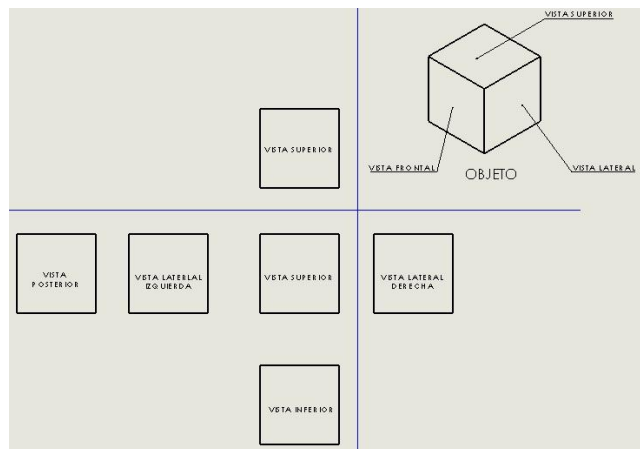 VISTA SUPERIOR
VISTA SUPERIOR
VISTA FRONTAL
VISTA LATERAL
OBJETO
VISTA
POSTERIOR
VISTA LATERLAL
IZQUIERDA
VISTA SUPERIOR
VISTA LATERAL
DERECHA
VISTA INFERIOR